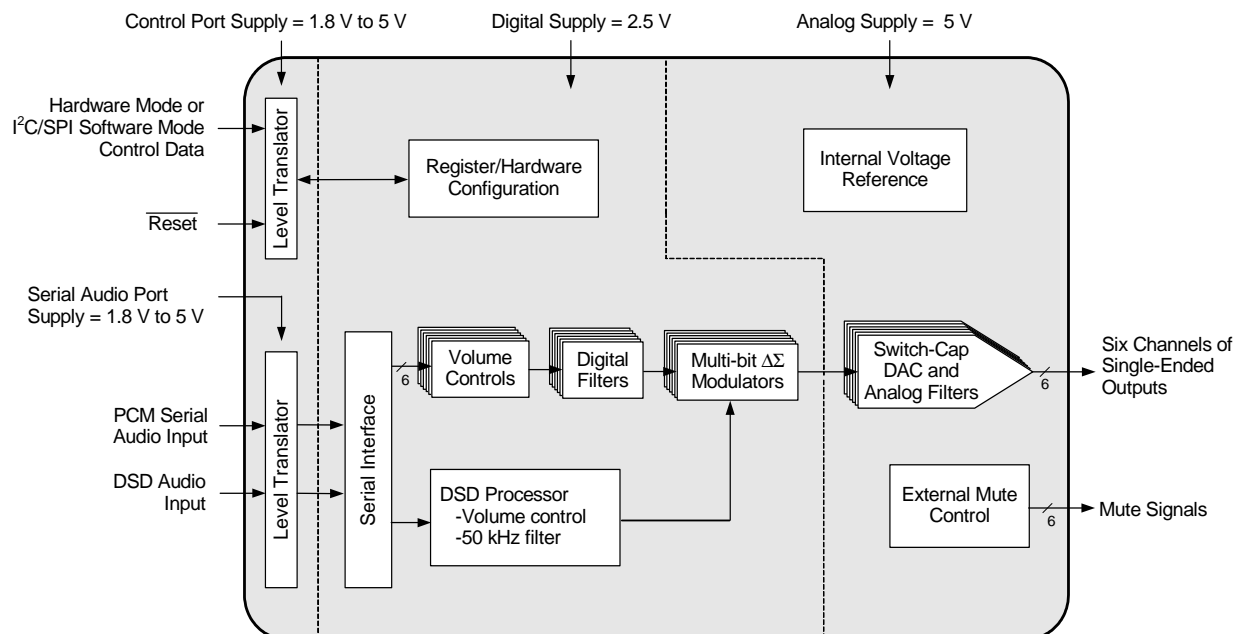 Control Port Supply = 1.8 V to 5 V
Digital Supply = 2.5 V
Analog Supply = 5 V
Hardware Mode or
I²C/SPI Software Mode
Control Data
Reset
Level Translator
Register/Hardware
Configuration
Internal Voltage
Reference
Serial Audio Port
Supply = 1.8 V to 5 V
PCM Serial
Audio Input
DSD Audio
Input
Level Translator
Serial Interface
6
Volume
Controls
Digital
Filters
Multi-bit ΔΣ
Modulators
Switch-Cap
DAC and
Analog Filters
6
Six Channels of
Single-Ended
Outputs
DSD Processor
-Volume control
-50 kHz filter
External Mute
Control
6
Mute Signals